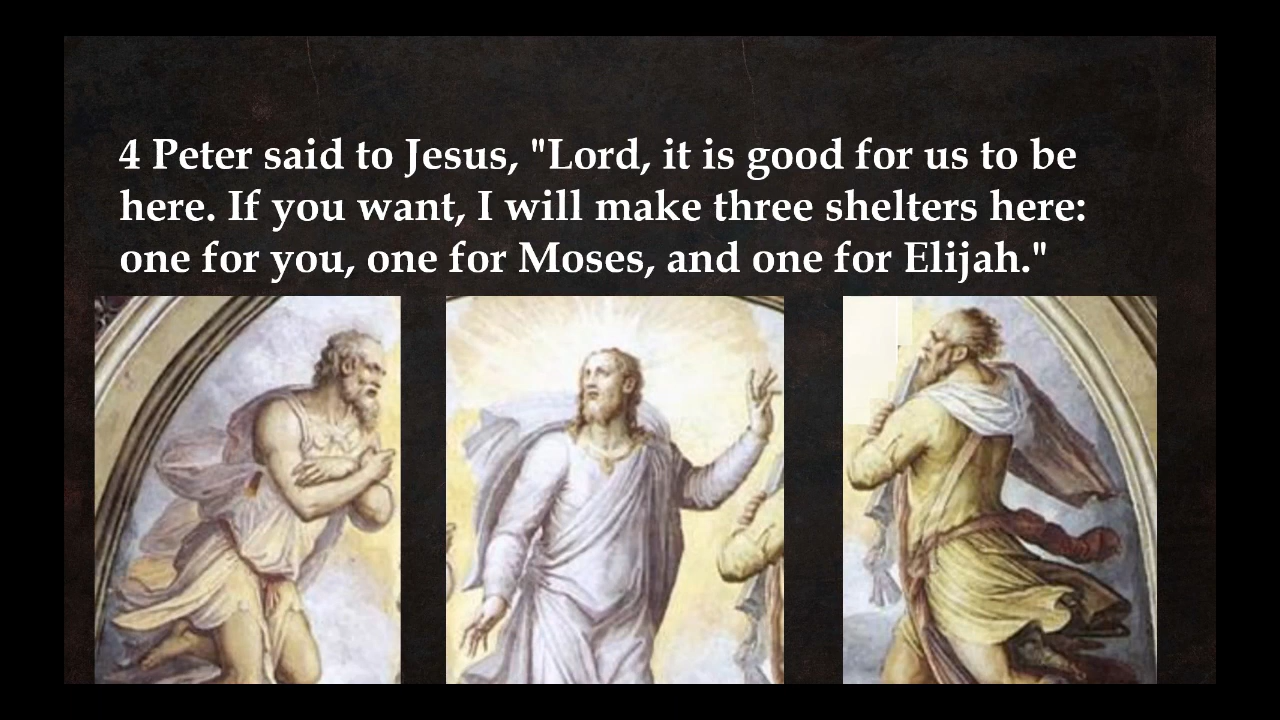 4 Peter said to Jesus, "Lord, it is good for us to be
here. If you want, I will make three shelters here:
one for you, one for Moses, and one for Elijah."